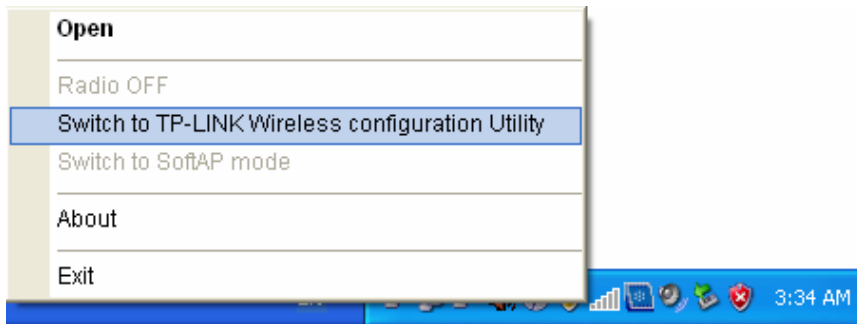 Open
Radio OFF
Switch to TP-LINK Wireless configuration Utility
Switch to SoftAP mode
About
Exit
3:34 AM